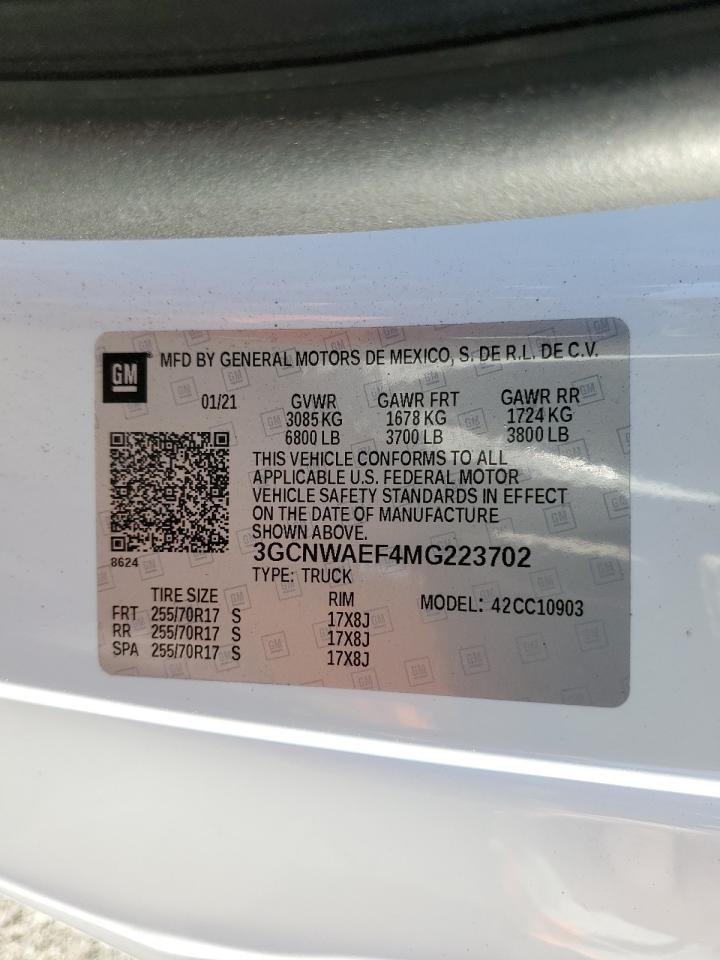 GM MFD BY GENERAL MOTORS DE MEXICO, S. DE R.L. DE C.V.
01/21 GVWR GAWR FRT GAWR RR
3085 KG 1678 KG 1724 KG
6800 LB 3700 LB 3800 LB
THIS VEHICLE CONFORMS TO ALL
APPLICABLE U.S. FEDERAL MOTOR
VEHICLE SAFETY STANDARDS IN EFFECT
ON THE DATE OF MANUFACTURE
SHOWN ABOVE.
8624
3GCNWAEF4MG223702
TYPE: TRUCK
TIRE SIZE RIM MODEL: 42CC10903
FRT 255/70R17 S 17X8J
RR 255/70R17 S 17X8J
SPA 255/70R17 S 17X8J